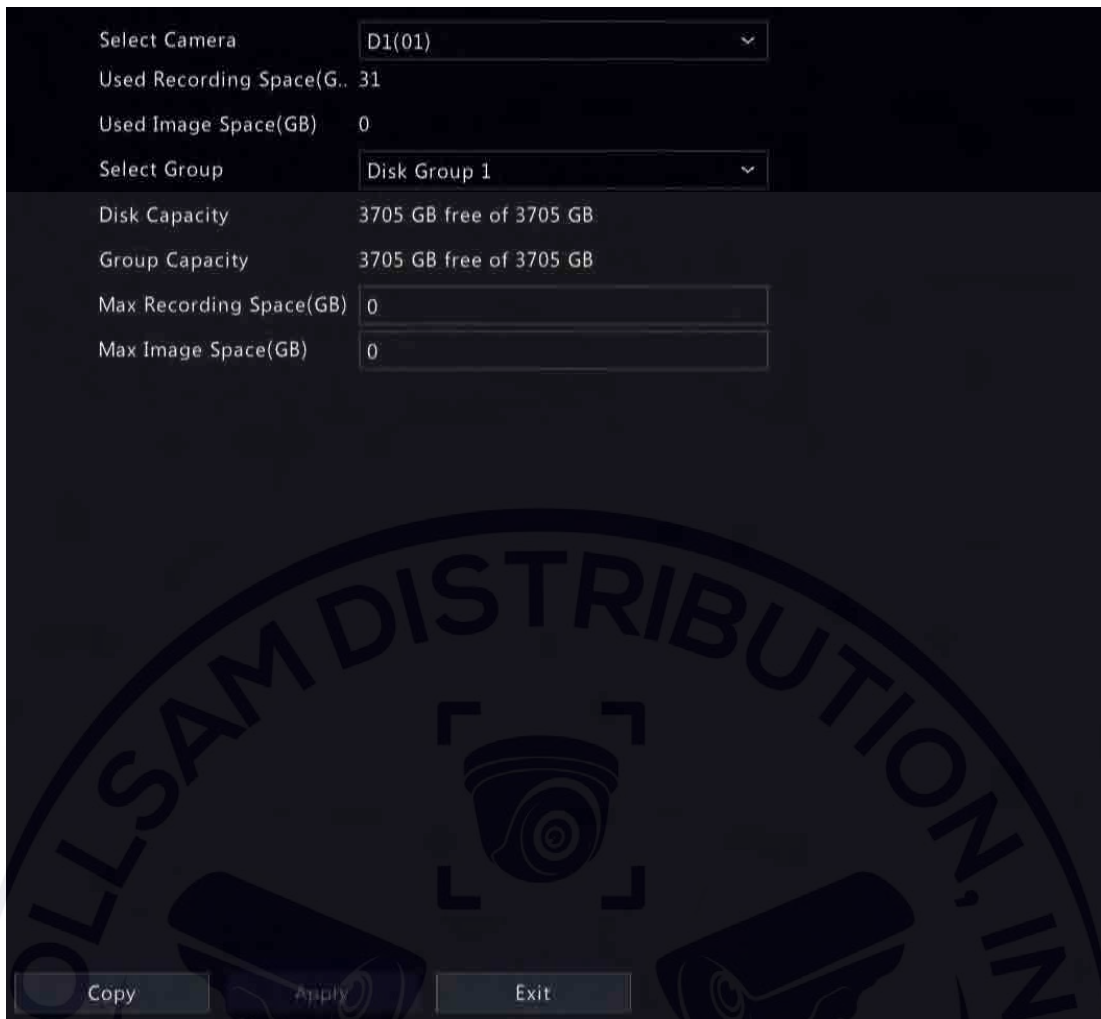 Select Camera D1(01)
Used Recording Space(G.. 31
Used Image Space(GB) 0
Select Group Disk Group 1
Disk Capacity 3705 GB free of 3705 GB
Group Capacity 3705 GB free of 3705 GB
Max Recording Space(GB) 0
Max Image Space(GB) 0
OLLSAM DISTRIBUTION, IN
Copy Apply Exit